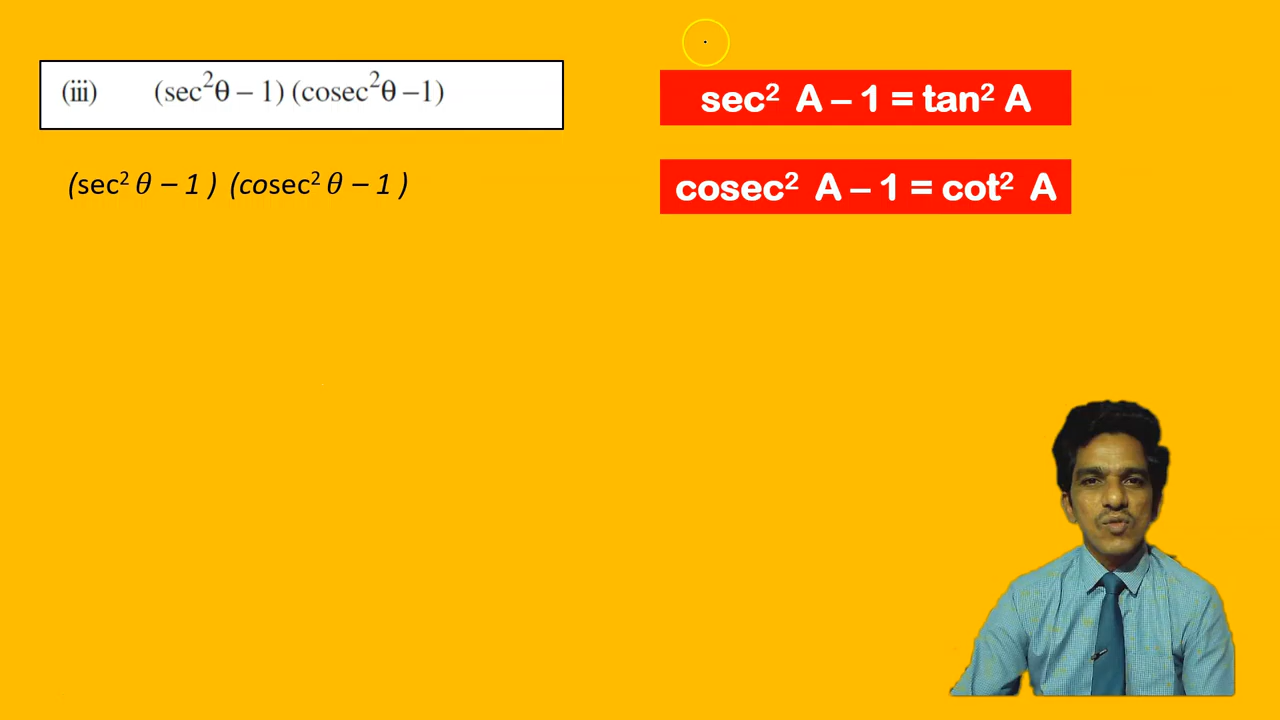 (iii) (sec²θ – 1) (cosec²θ –1)
(sec² θ – 1 ) (cosec² θ – 1 )
sec² A – 1 = tan² A
cosec² A – 1 = cot² A